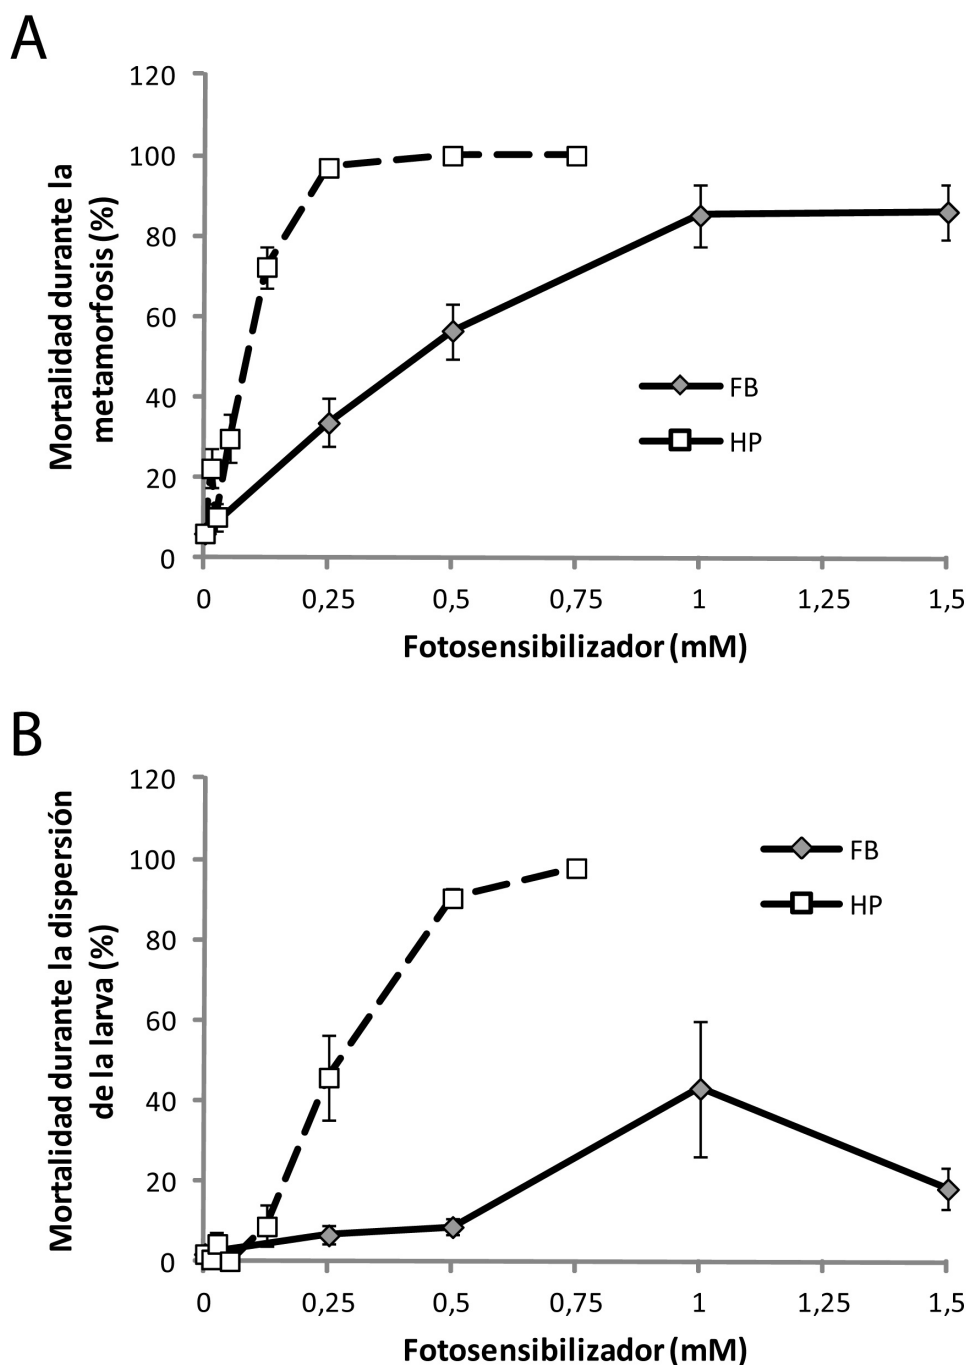 A
Mortalidad durante la
metamorfosis (%)
120
100
80
60
40
20
0
FB
HP
0
0,25
0,5
0,75
1
1,25
1,5
Fotosensibilizador (mM)
B
Mortalidad durante la dispersión
de la larva (%)
120
100
80
60
40
20
0
FB
HP
0
0,25
0,5
0,75
1
1,25
1,5
Fotosensibilizador (mM)